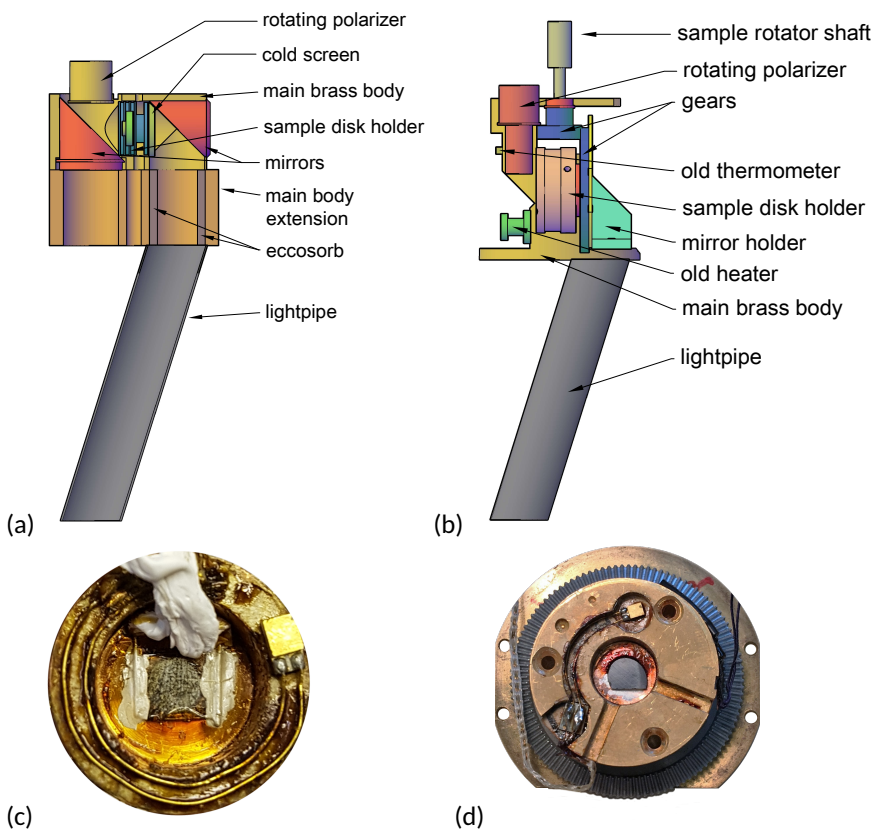 rotating polarizer
cold screen
main brass body
sample disk holder
mirrors
main body
extension
eccosorb
lightpipe
(a)
sample rotator shaft
rotating polarizer
gears
old thermometer
sample disk holder
mirror holder
old heater
main brass body
lightpipe
(b)
(c)
(d)